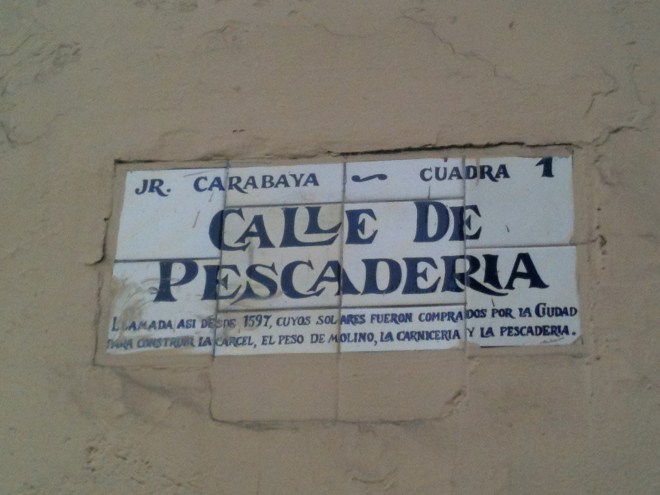 JR. CARABAYA ~ CUADRA 1
CALLE DE
PESCADERIA
LLAMADA ASI DESDE 1597, CUYOS SOLARES FUERON COMPRADOS POR LA CIUDAD
PARA CONSTRUIR LA CARCEL, EL PESO DE MOLINO, LA CARNICERIA Y LA PESCADERIA.